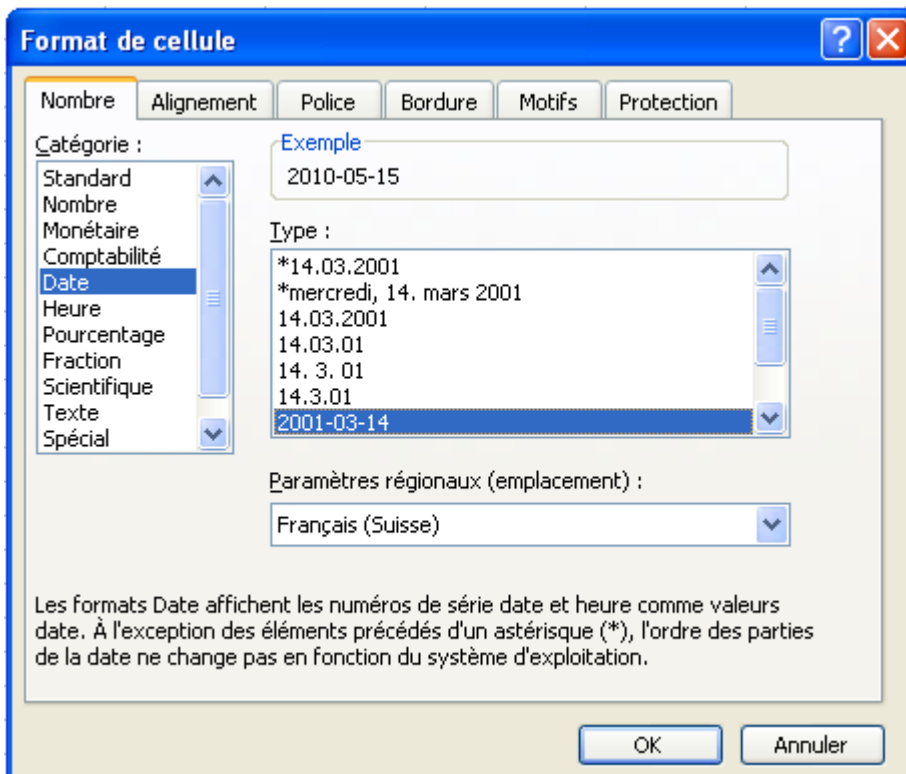 Format de cellule
Nombre Alignement Police Bordure Motifs Protection
Catégorie :
Standard
Nombre
Monétaire
Comptabilité
Date
Heure
Pourcentage
Fraction
Scientifique
Texte
Spécial
Exemple
2010-05-15
Type :
*14.03.2001
*mercredi, 14. mars 2001
14.03.2001
14.03.01
14. 3. 01
14.3.01
2001-03-14
Paramètres régionaux (emplacement) :
Français (Suisse)
Les formats Date affichent les numéros de série date et heure comme valeurs
date. À l'exception des éléments précédés d'un astérisque (*), l'ordre des parties
de la date ne change pas en fonction du système d'exploitation.
OK Annuler